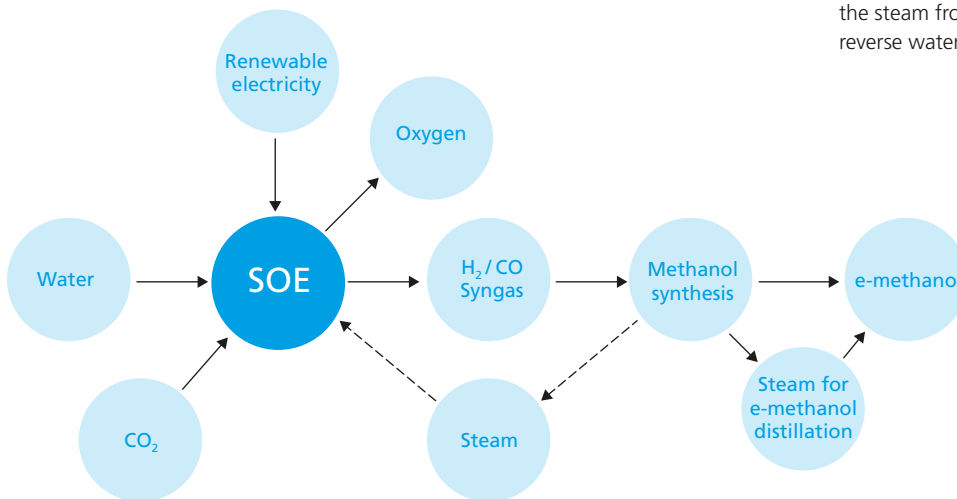 the steam
reverse water
Renewable
electricity
Oxygen
Water
SOE
H₂ / CO
Syngas
Methanol
synthesis
e-methano
CO₂
Steam
Steam for
e-methanol
distillation